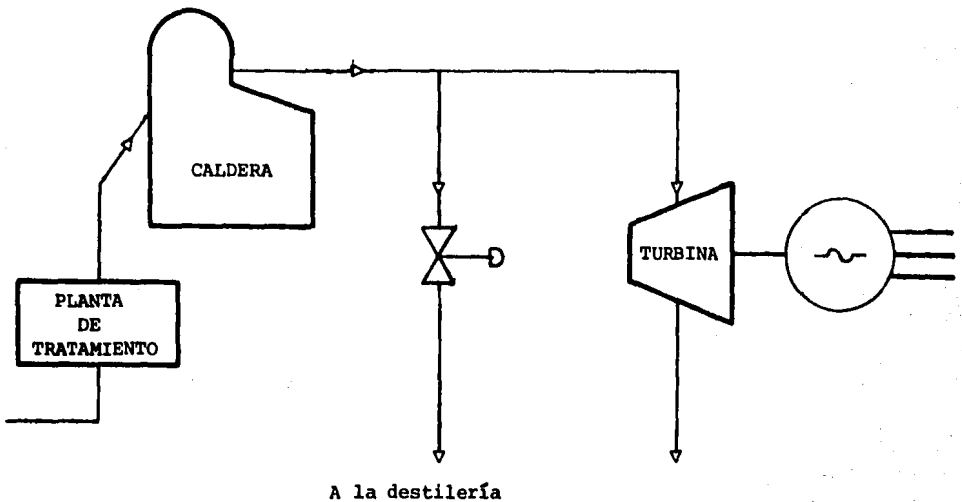 CALDERA
TURBINA
PLANTA
DE
TRATAMIENTO
A la destilería